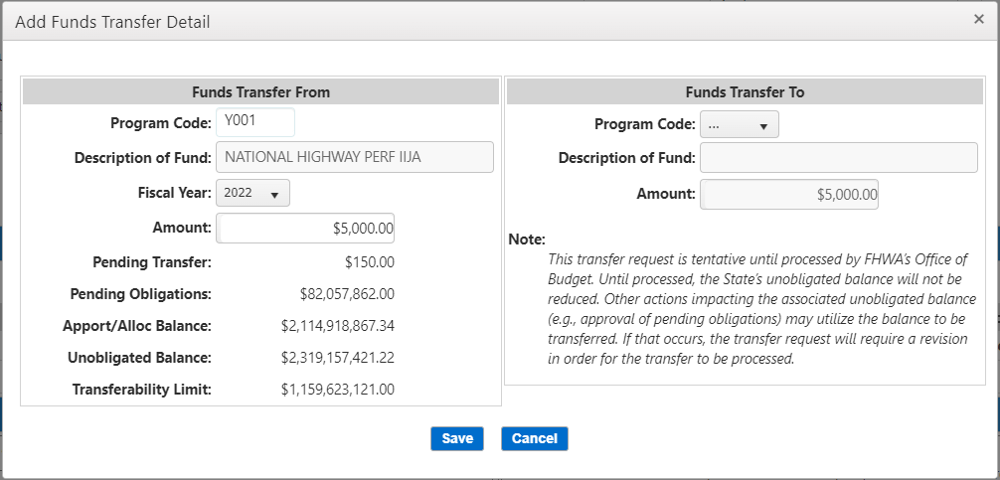 Add Funds Transfer Detail
×
Funds Transfer From
Program Code: Y001
Description of Fund: NATIONAL HIGHWAY PERF IIJA
Fiscal Year: 2022
Amount: $5,000.00
Pending Transfer: $150.00
Pending Obligations: $82,057,862.00
Apport/Alloc Balance: $2,114,918,867.34
Unobligated Balance: $2,319,157,421.22
Transferability Limit: $1,159,623,121.00
Funds Transfer To
Program Code: ...
Description of Fund:
Amount: $5,000.00
Note:
This transfer request is tentative until processed by FHWA's Office of
Budget. Until processed, the State's unobligated balance will not be
reduced. Other actions impacting the associated unobligated balance
(e.g., approval of pending obligations) may utilize the balance to be
transferred. If that occurs, the transfer request will require a revision
in order for the transfer to be processed.
Save Cancel